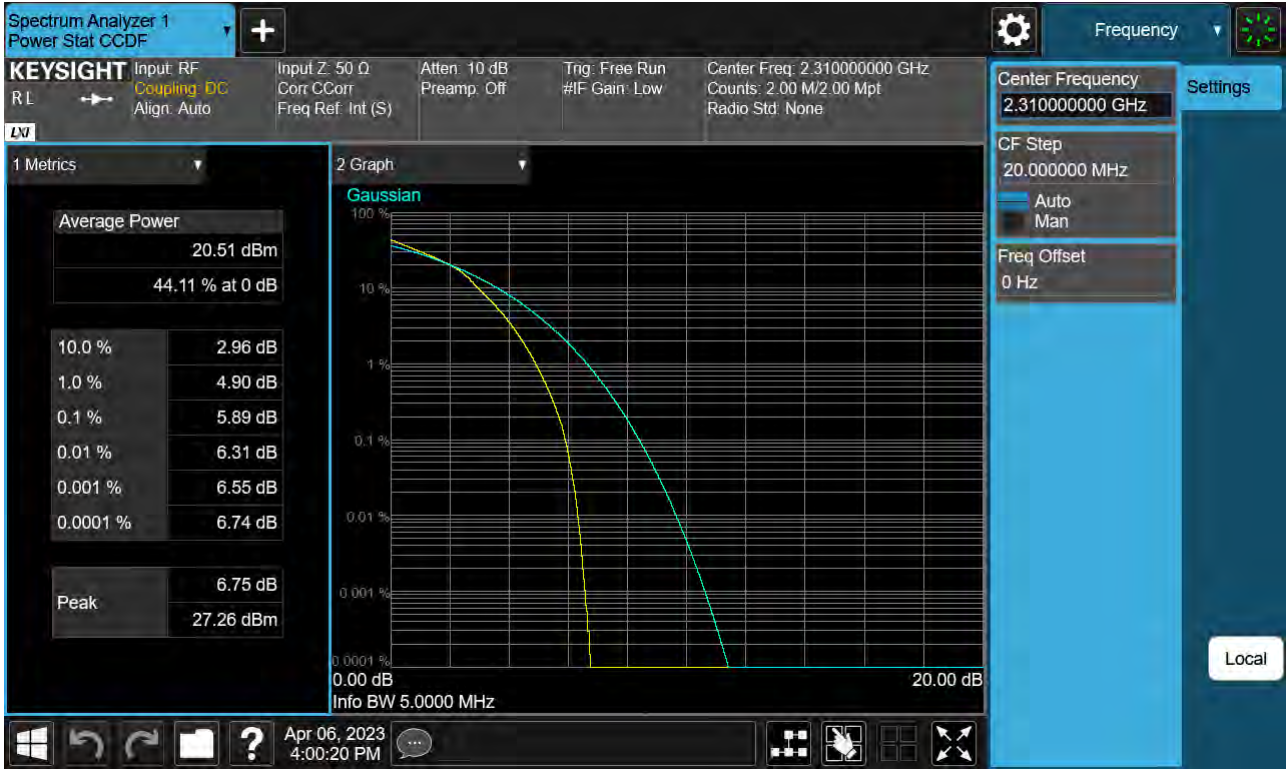 Spectrum Analyzer 1
Power Stat CCDF
Frequency
KEYSIGHT
R L
LXI
Input: RF
Coupling: DC
Align: Auto
Input Z: 50 Ω
Corr CCorr
Freq Ref: Int (S)
Atten: 10 dB
Preamp: Off
Trig: Free Run
#IF Gain: Low
Center Freq: 2.310000000 GHz
Counts: 2.00 M/2.00 Mpt
Radio Std: None
Center Frequency
2.310000000 GHz
Settings
CF Step
20.000000 MHz
Auto
Man
Freq Offset
0 Hz
Local
1 Metrics
Average Power
20.51 dBm
44.11 % at 0 dB
10.0 % 2.96 dB
1.0 % 4.90 dB
0.1 % 5.89 dB
0.01 % 6.31 dB
0.001 % 6.55 dB
0.0001 % 6.74 dB
Peak 6.75 dB
27.26 dBm
2 Graph
Gaussian
100 %
10 %
1 %
0.1 %
0.01 %
0.001 %
0.0001 %
0.00 dB 20.00 dB
Info BW 5.0000 MHz
?
Apr 06, 2023
4:00:20 PM